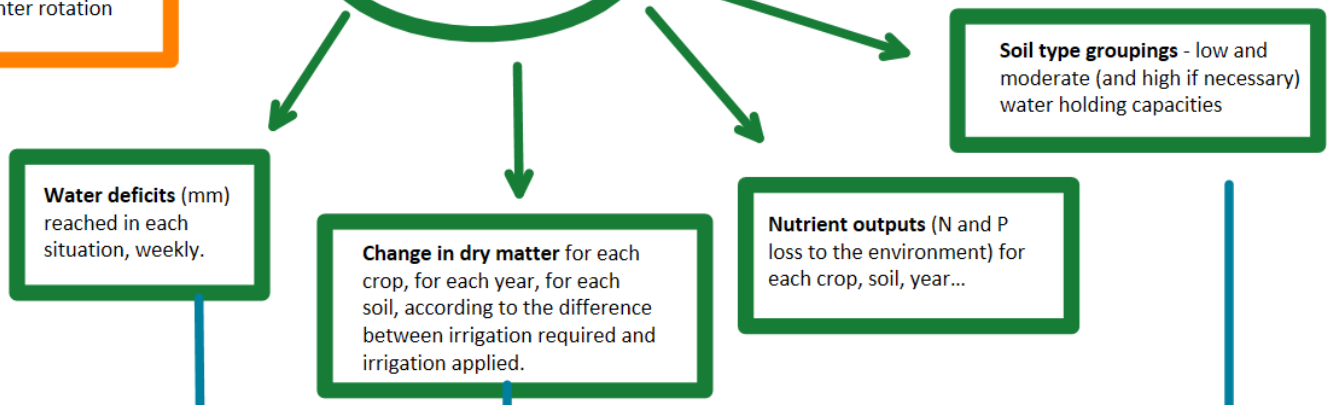 nter rotation
Soil type groupings - low and
moderate (and high if necessary)
water holding capacities
Water deficits (mm)
reached in each
situation, weekly.
Change in dry matter for each
crop, for each year, for each
soil, according to the difference
between irrigation required and
irrigation applied.
Nutrient outputs (N and P
loss to the environment) for
each crop, soil, year...